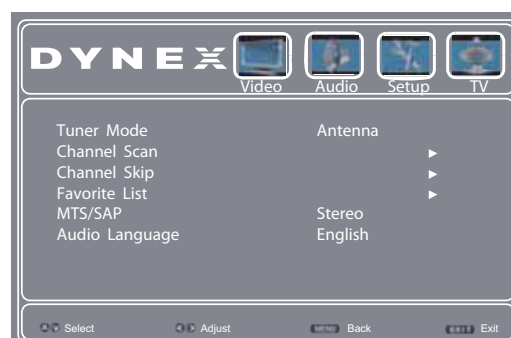 DYNEX
Video Audio Setup TV
Tuner Mode Antenna
Channel Scan ►
Channel Skip ►
Favorite List ►
MTS/SAP Stereo
Audio Language English
Select Adjust MENU Back EXIT Exit